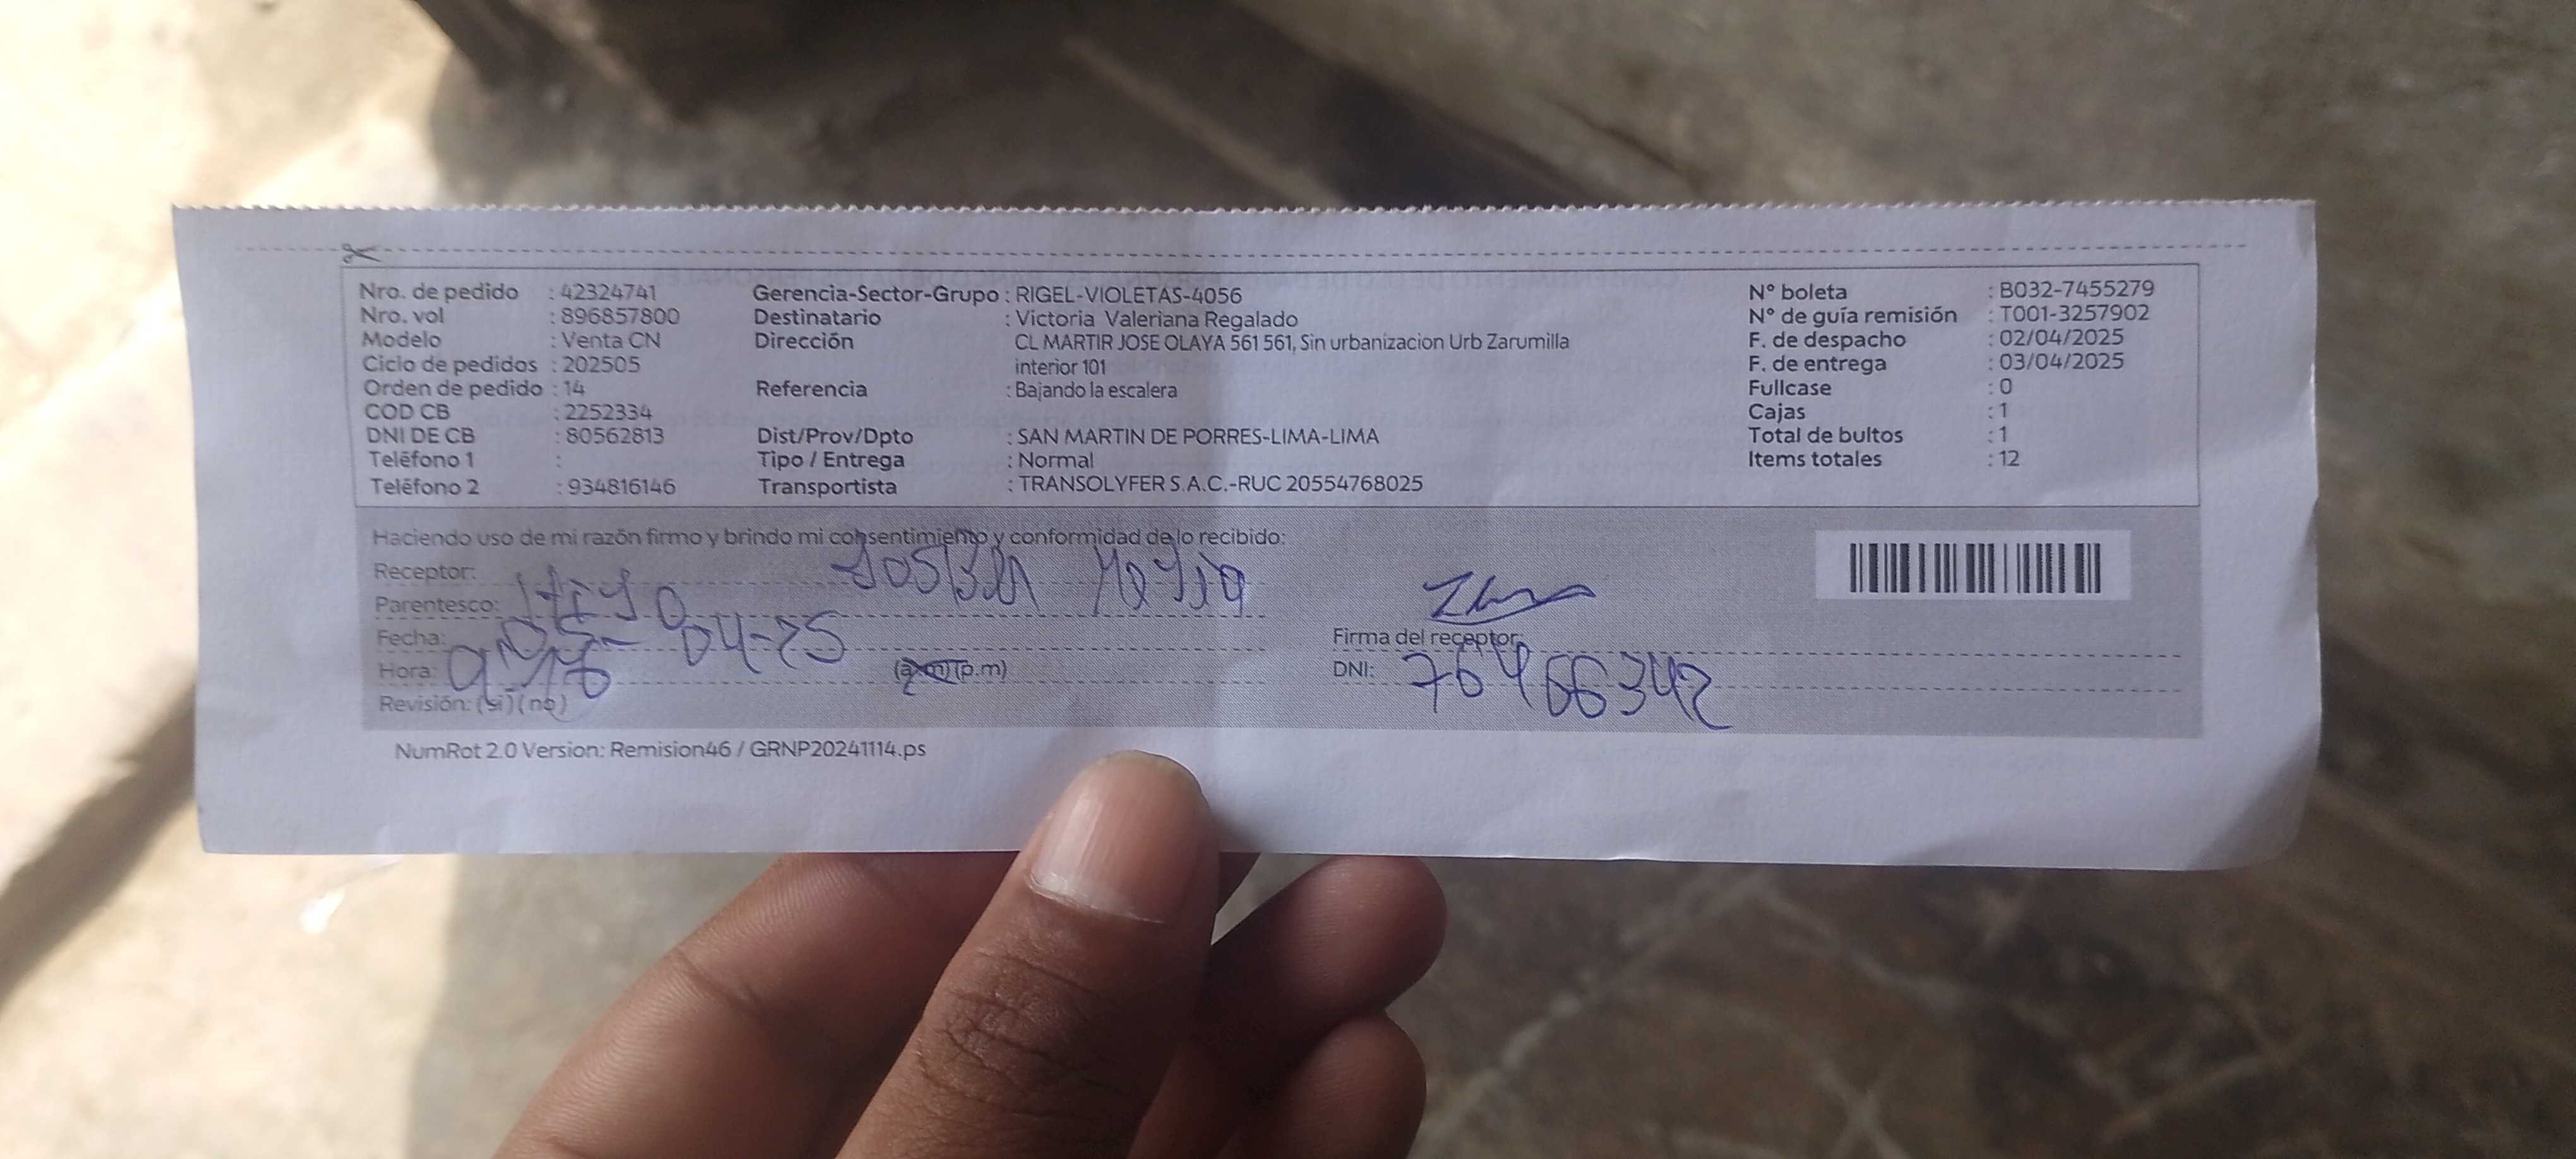 Nro. de pedido : 42324741
Nro. vol : 896857800
Modelo : Venta CN
Ciclo de pedidos : 202505
Orden de pedido : 14
COD CB : 2252334
DNI DE CB : 80562813
Teléfono 1 :
Teléfono 2 : 934816146
Gerencia-Sector-Grupo : RIGEL-VIOLETAS-4056
Destinatario : Victoria Valeriana Regalado
Dirección CL MARTIR JOSE OLAYA 561 561, Sin urbanizacion Urb Zarumilla
interior 101
Referencia : Bajando la escalera
Dist/Prov/Dpto : SAN MARTIN DE PORRES-LIMA-LIMA
Tipo / Entrega : Normal
Transportista : TRANSOLYFER S.A.C.-RUC 20554768025
N° boleta : B032-7455279
N° de guía remisión : T001-3257902
F. de despacho : 02/04/2025
F. de entrega : 03/04/2025
Fullcase : 0
Cajas : 1
Total de bultos : 1
Items totales : 12
Haciendo uso de mi razón firmo y brindo mi consentimiento y conformidad de lo recibido:
Receptor:
Parentesco:
Fecha: 04-25
Hora: (a.m)(p.m)
Revisión: (si) (no)
Firma del receptor:
DNI: 76466342
NumRot 2.0 Version: Remision46 / GRNP20241114.ps